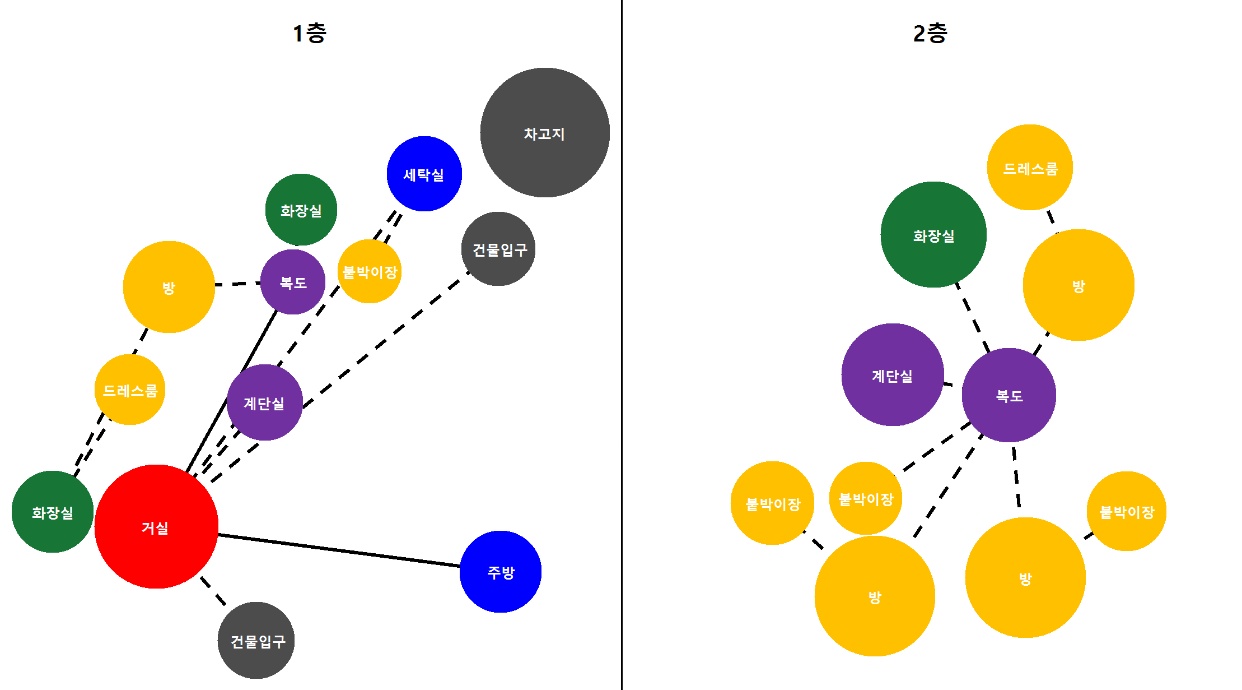 1층
차고지
세탁실
화장실
건물입구
붙박이장
복도
방
드레스룸
계단실
화장실
거실
주방
건물입구
2층
드레스룸
화장실
방
계단실
복도
붙박이장
붙박이장
붙박이장
방
방